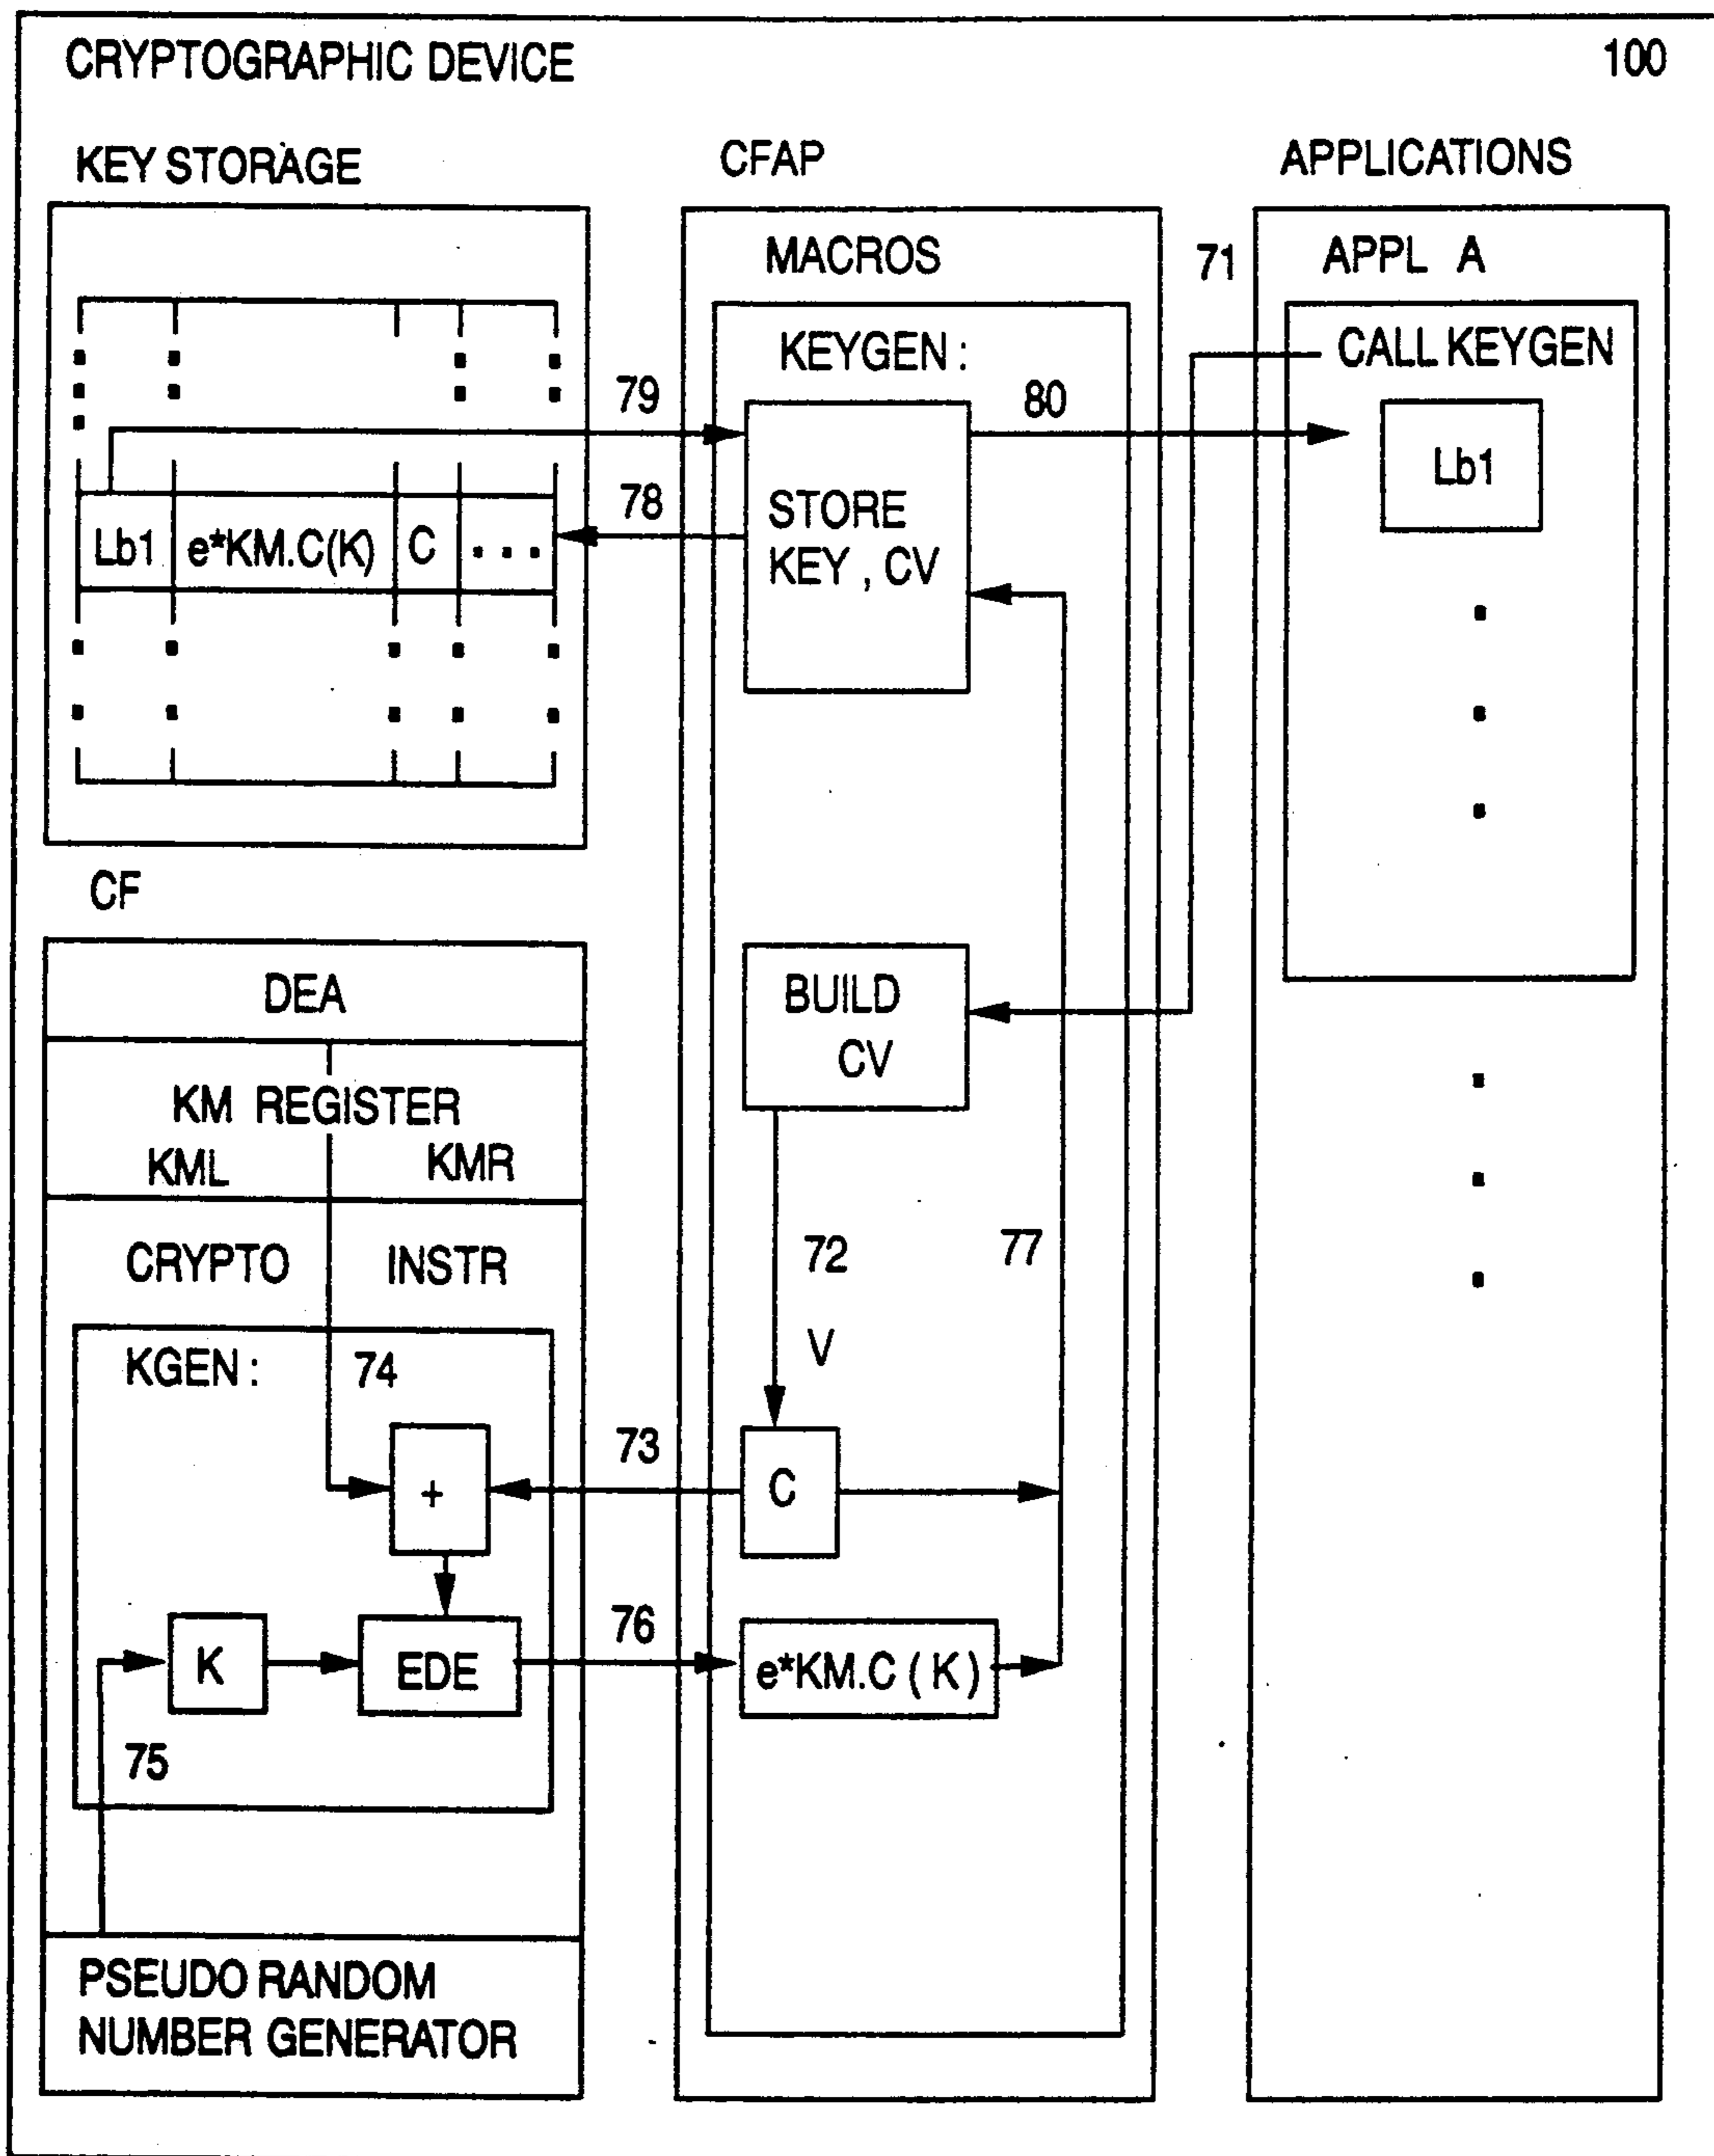 CRYPTOGRAPHIC DEVICE
100
KEY STORAGE
CFAP
APPLICATIONS
MACROS
71
APPL A
KEYGEN :
CALL KEYGEN
79
80
Lb1
78
STORE
KEY , CV
Lb1 e*KM.C(K) C ...
CF
DEA
BUILD
CV
KM REGISTER
KML KMR
CRYPTO INSTR
72
77
V
KGEN :
74
73
+
C
76
K
EDE
e*KM.C ( K )
75
PSEUDO RANDOM
NUMBER GENERATOR